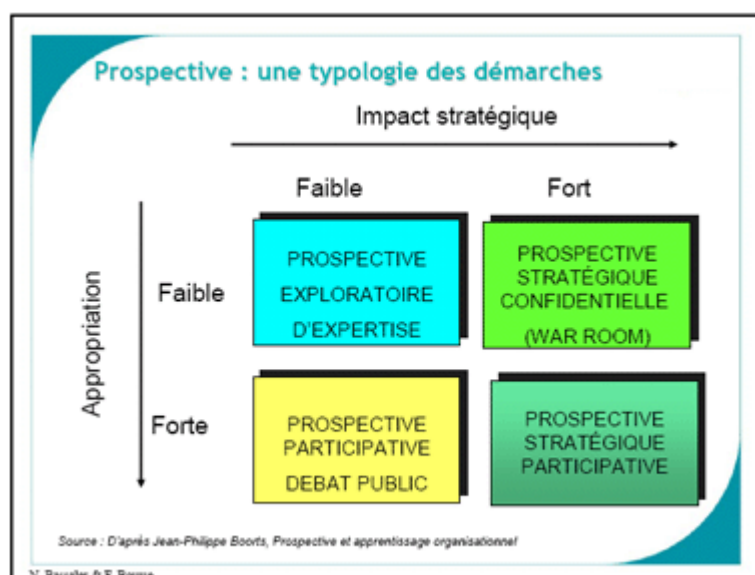 Prospective : une typologie des démarches
Impact stratégique
Faible
Fort
Appropriation
Faible
PROSPECTIVE
EXPLORATOIRE
D'EXPERTISE
PROSPECTIVE
STRATÉGIQUE
CONFIDENTIELLE
(WAR ROOM)
Forte
PROSPECTIVE
PARTICIPATIVE
DEBAT PUBLIC
PROSPECTIVE
STRATÉGIQUE
PARTICIPATIVE
Source : D'après Jean-Philippe Boorts, Prospective et apprentissage organisationnel